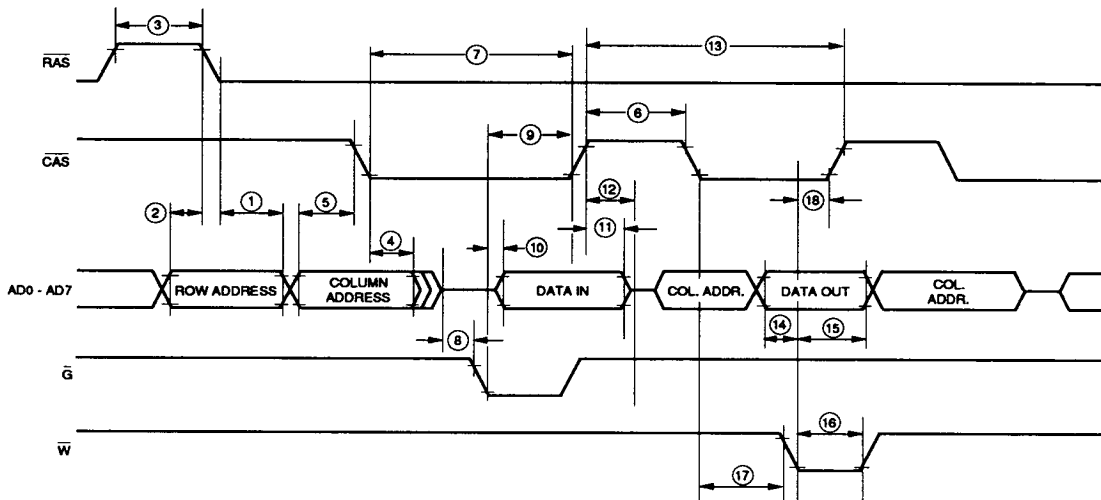 ③
⑦
⑬
RAS
⑨
⑥
CAS
⑫
②
①
⑤
⑱
④
⑪
⑩
AD0 - AD7
ROW ADDRESS
COLUMN
ADDRESS
DATA IN
COL. ADDR.
DATA OUT
COL.
ADDR.
⑧
⑭
⑮
G
⑯
W
⑰